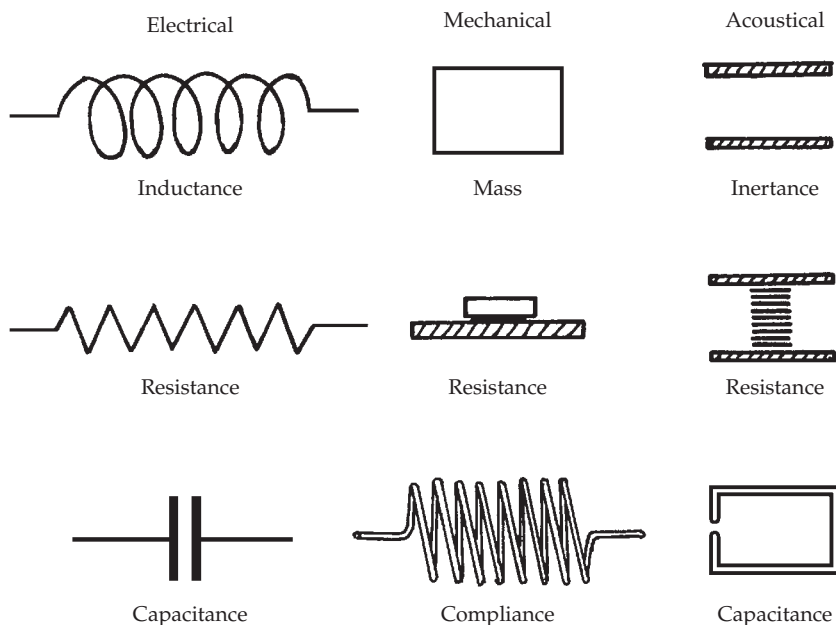 Electrical Mechanical Acoustical
Inductance Mass Inertance
Resistance Resistance Resistance
Capacitance Compliance Capacitance